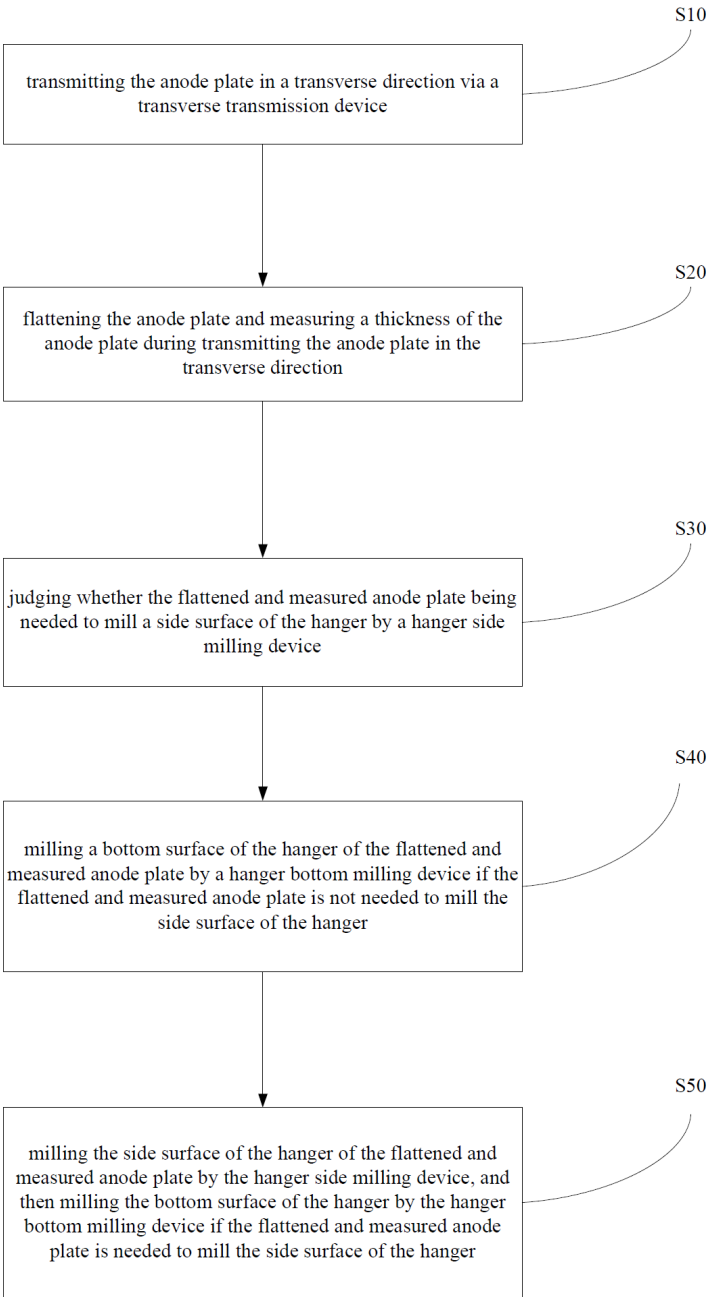 S10
transmitting the anode plate in a transverse direction via a
transverse transmission device
S20
flattening the anode plate and measuring a thickness of the
anode plate during transmitting the anode plate in the
transverse direction
S30
judging whether the flattened and measured anode plate being
needed to mill a side surface of the hanger by a hanger side
milling device
S40
milling a bottom surface of the hanger of the flattened and
measured anode plate by a hanger bottom milling device if the
flattened and measured anode plate is not needed to mill the
side surface of the hanger
S50
milling the side surface of the hanger of the flattened and
measured anode plate by the hanger side milling device, and
then milling the bottom surface of the hanger by the hanger
bottom milling device if the flattened and measured anode
plate is needed to mill the side surface of the hanger